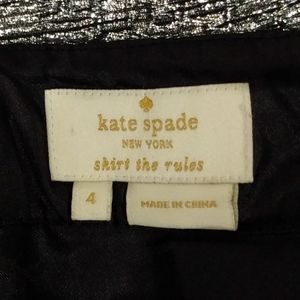 kate spade
NEW YORK
skirt the rules
4
MADE IN CHINA